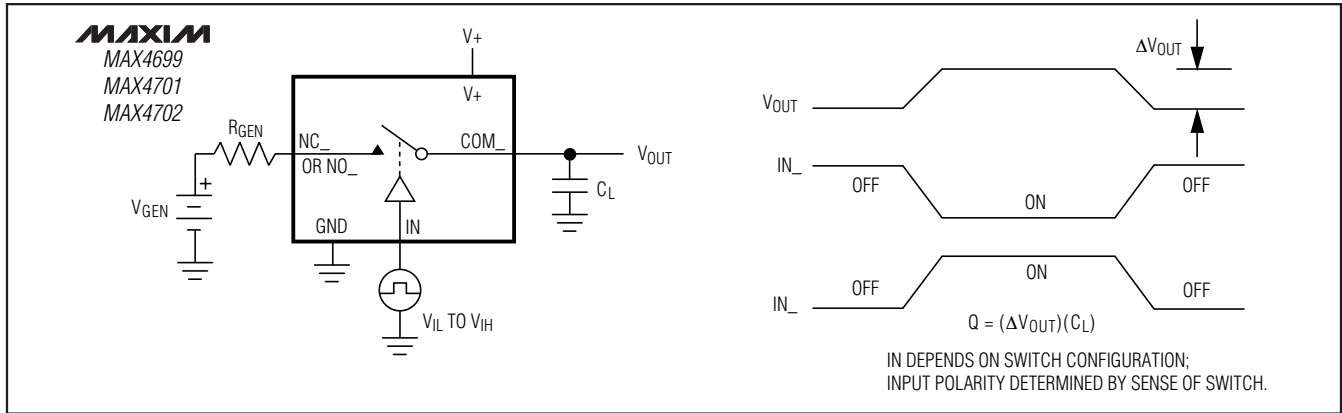 MAXIM
MAX4699
MAX4701
MAX4702
V+
V+
RGEN
NC_
OR NO_
COM_
VOUT
CL
VGEN
+
GND
IN
VIL TO VIH
ΔVOUT
VOUT
IN_
OFF
ON
OFF
IN_
OFF
ON
OFF
Q = (ΔVOUT)(CL)
IN DEPENDS ON SWITCH CONFIGURATION;
INPUT POLARITY DETERMINED BY SENSE OF SWITCH.